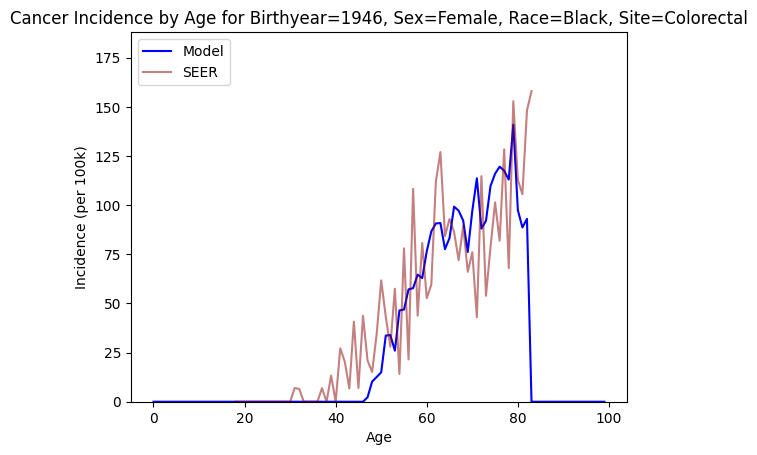 Cancer Incidence by Age for Birthyear=1946, Sex=Female, Race=Black, Site=Colorectal
Model
SEER
175
150
125
100
75
50
25
0
Incidence (per 100k)
0 20 40 60 80 100
Age